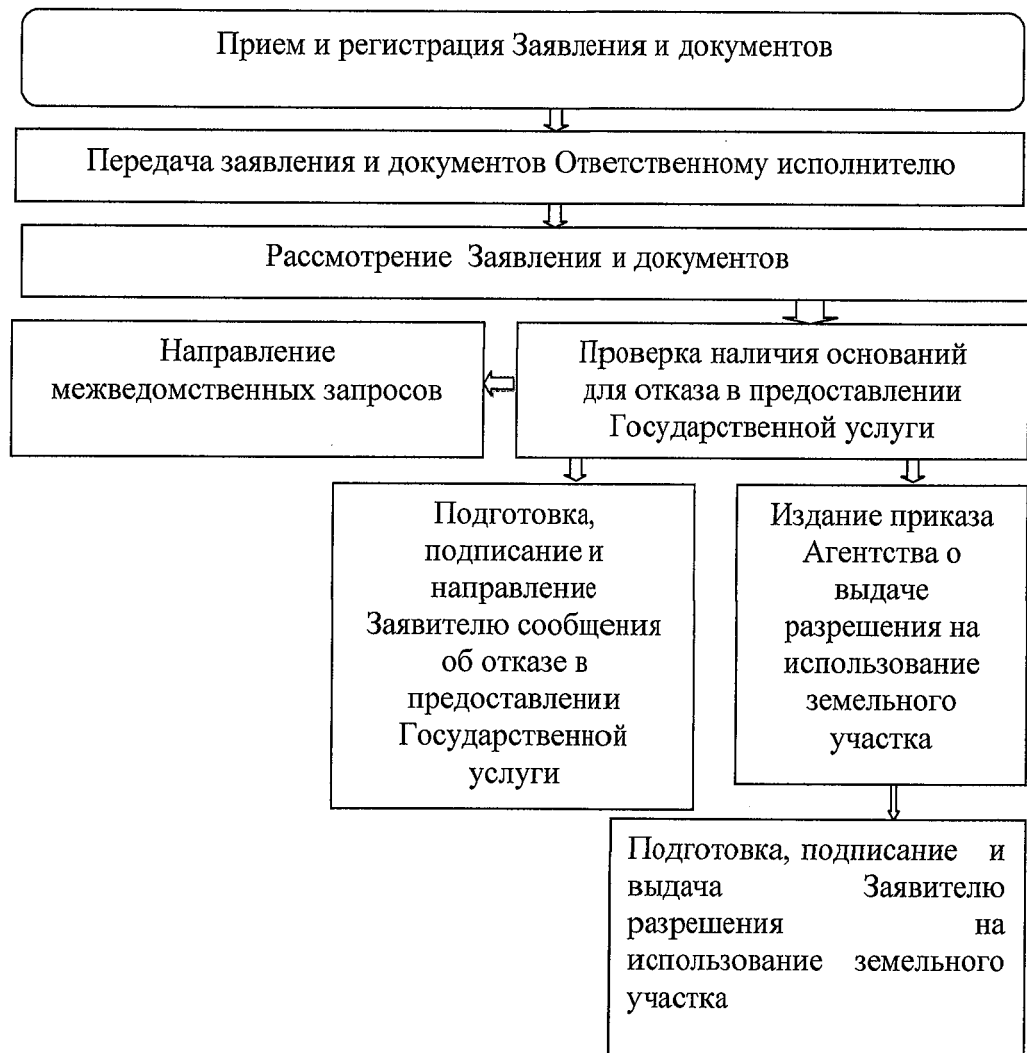 Прием и регистрация Заявления и документов
Передача заявления и документов Ответственному исполнителю
Рассмотрение Заявления и документов
Направление
межведомственных запросов
Проверка наличия оснований
для отказа в предоставлении
Государственной услуги
Подготовка,
подписание и
направление
Заявителю сообщения
об отказе в
предоставлении
Государственной
услуги
Издание приказа
Агентства о
выдаче
разрешения на
использование
земельного
участка
Подготовка, подписание и
выдача Заявителю
разрешения на
использование земельного
участка